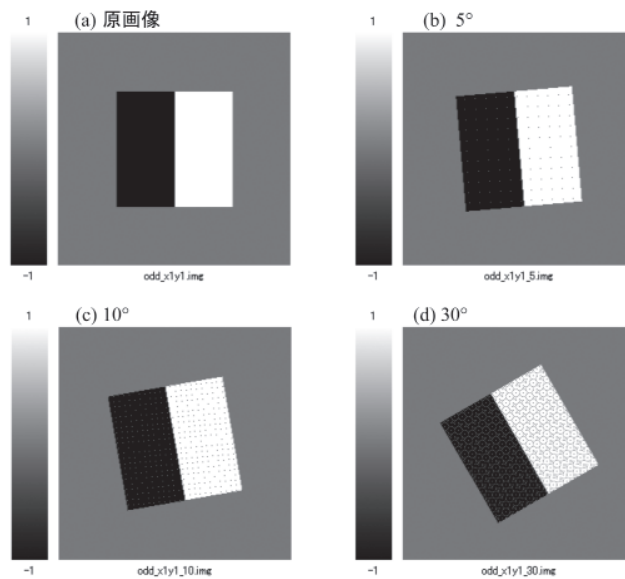 (a) 原画像
1
-1
odd_x1y1.img
(b) 5°
1
-1
odd_x1y1_5.img
(c) 10°
1
-1
odd_x1y1_10.img
(d) 30°
1
-1
odd_x1y1_30.img